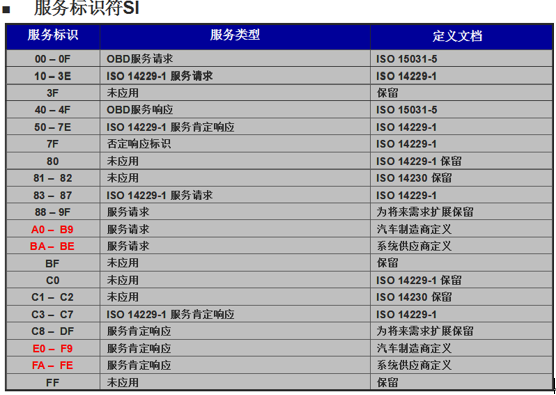 ■ 服务标识符SI
服务标识 服务类型 定义文档
00 – 0F OBD服务请求 ISO 15031-5
10 – 3E ISO 14229-1 服务请求 ISO 14229-1
3F 未应用 保留
40 – 4F OBD服务响应 ISO 15031-5
50 – 7E ISO 14229-1 服务肯定响应 ISO 14229-1
7F 否定响应标识 ISO 14229-1
80 未应用 ISO 14229-1 保留
81 – 82 未应用 ISO 14230 保留
83 – 87 ISO 14229-1 服务请求 ISO 14229-1
88 – 9F 服务请求 为将来需求扩展保留
A0 – B9 服务请求 汽车制造商定义
BA – BE 服务请求 系统供应商定义
BF 未应用 保留
C0 未应用 ISO 14229-1 保留
C1 – C2 未应用 ISO 14230 保留
C3 – C7 ISO 14229-1 服务肯定响应 ISO 14229-1
C8 – DF 服务肯定响应 为将来需求扩展保留
E0 – F9 服务肯定响应 汽车制造商定义
FA – FE 服务肯定响应 系统供应商定义
FF 未应用 保留